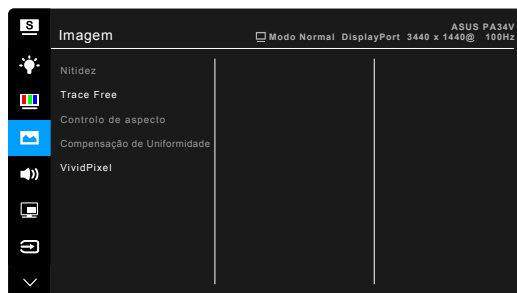 S
Imagem
ASUS PA34V
Modo Normal DisplayPort 3440 x 1440@ 100Hz
Nitidez
Trace Free
Controlo de aspecto
Compensação de Uniformidade
VividPixel